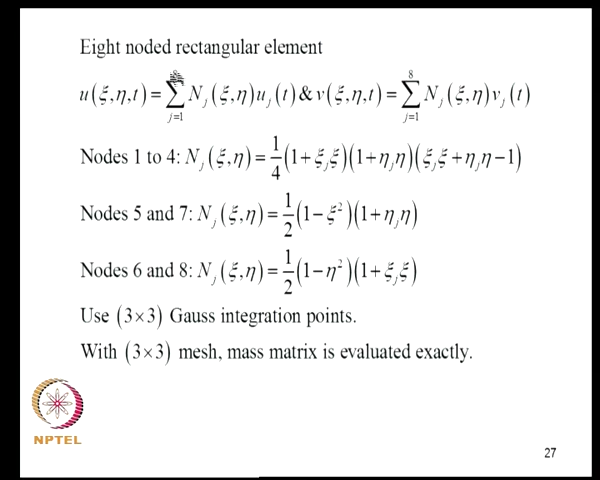 Eight noded rectangular element
u(ξ,η,t) = ∑_{j=1}^{8} N_j(ξ,η)u_j(t) & v(ξ,η,t) = ∑_{j=1}^{8} N_j(ξ,η)v_j(t)
Nodes 1 to 4: N_j(ξ,η) = 1/4 (1+ξ_jξ)(1+η_jη)(ξ_jξ+η_jη−1)
Nodes 5 and 7: N_j(ξ,η) = 1/2 (1−ξ²)(1+η_jη)
Nodes 6 and 8: N_j(ξ,η) = 1/2 (1−η²)(1+ξ_jξ)
Use (3×3) Gauss integration points.
With (3×3) mesh, mass matrix is evaluated exactly.
NPTEL
27